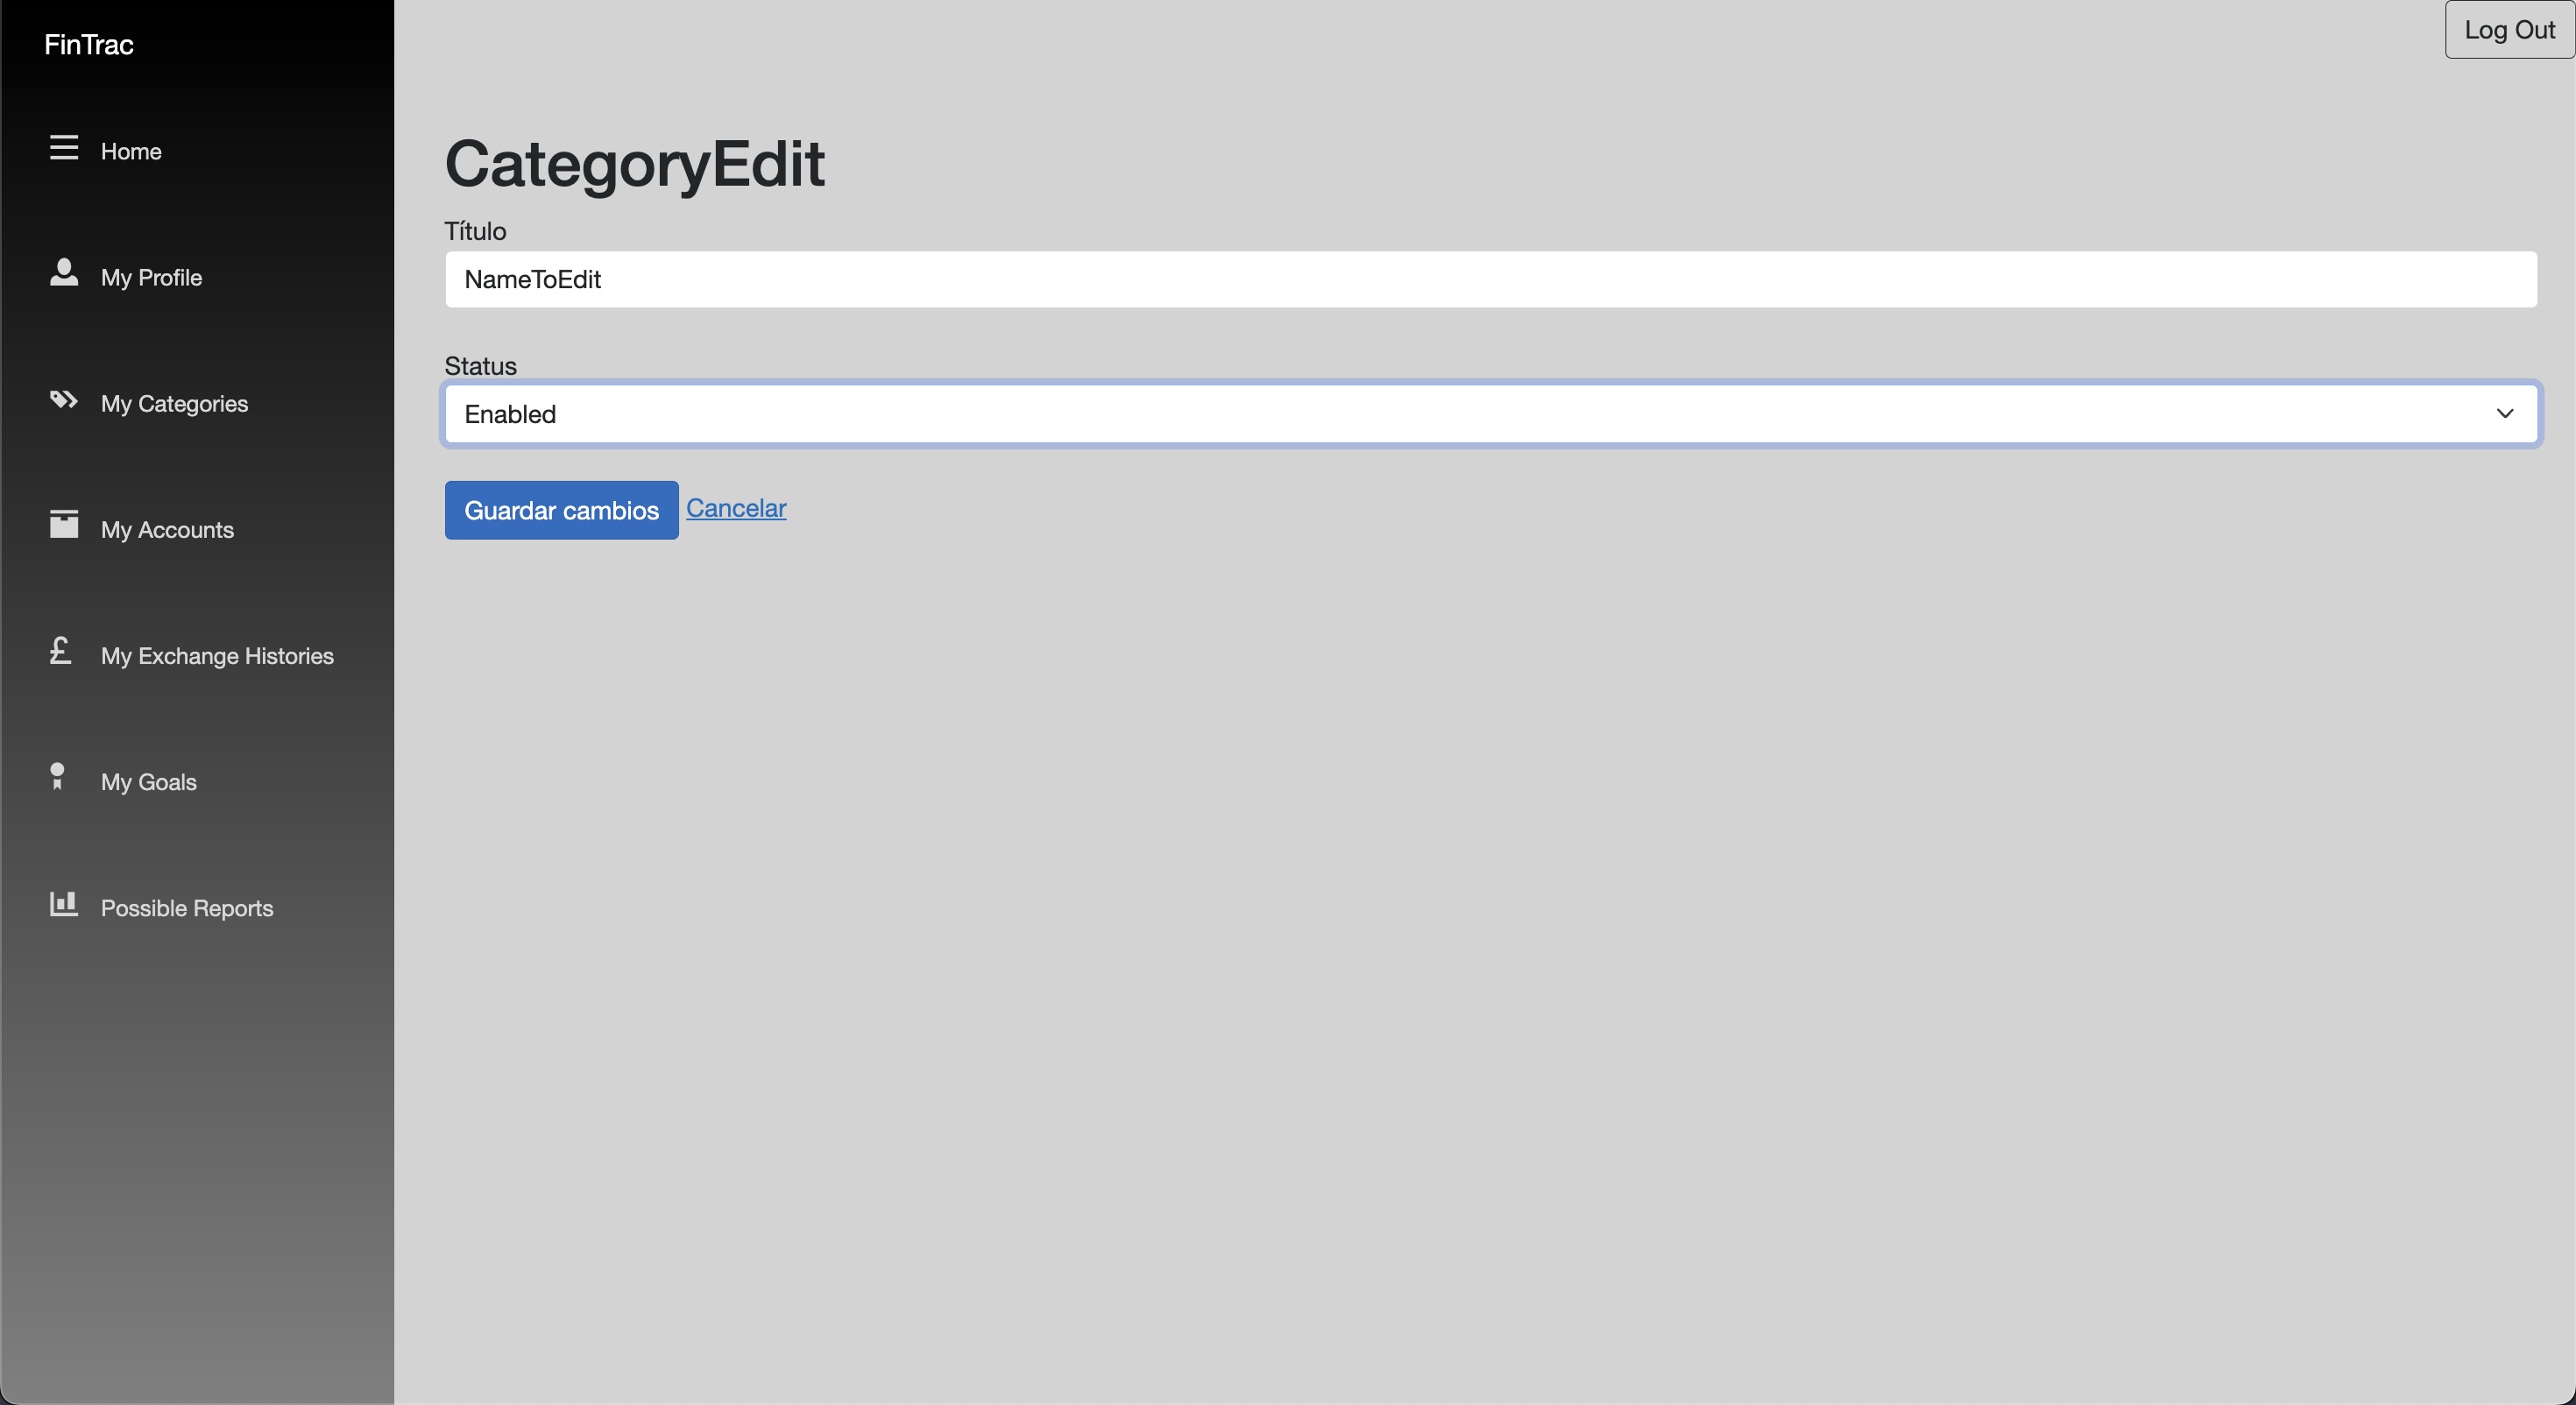 FinTrac
Log Out
Home
My Profile
My Categories
My Accounts
£ My Exchange Histories
My Goals
Possible Reports
CategoryEdit
Título
NameToEdit
Status
Enabled
Guardar cambios Cancelar